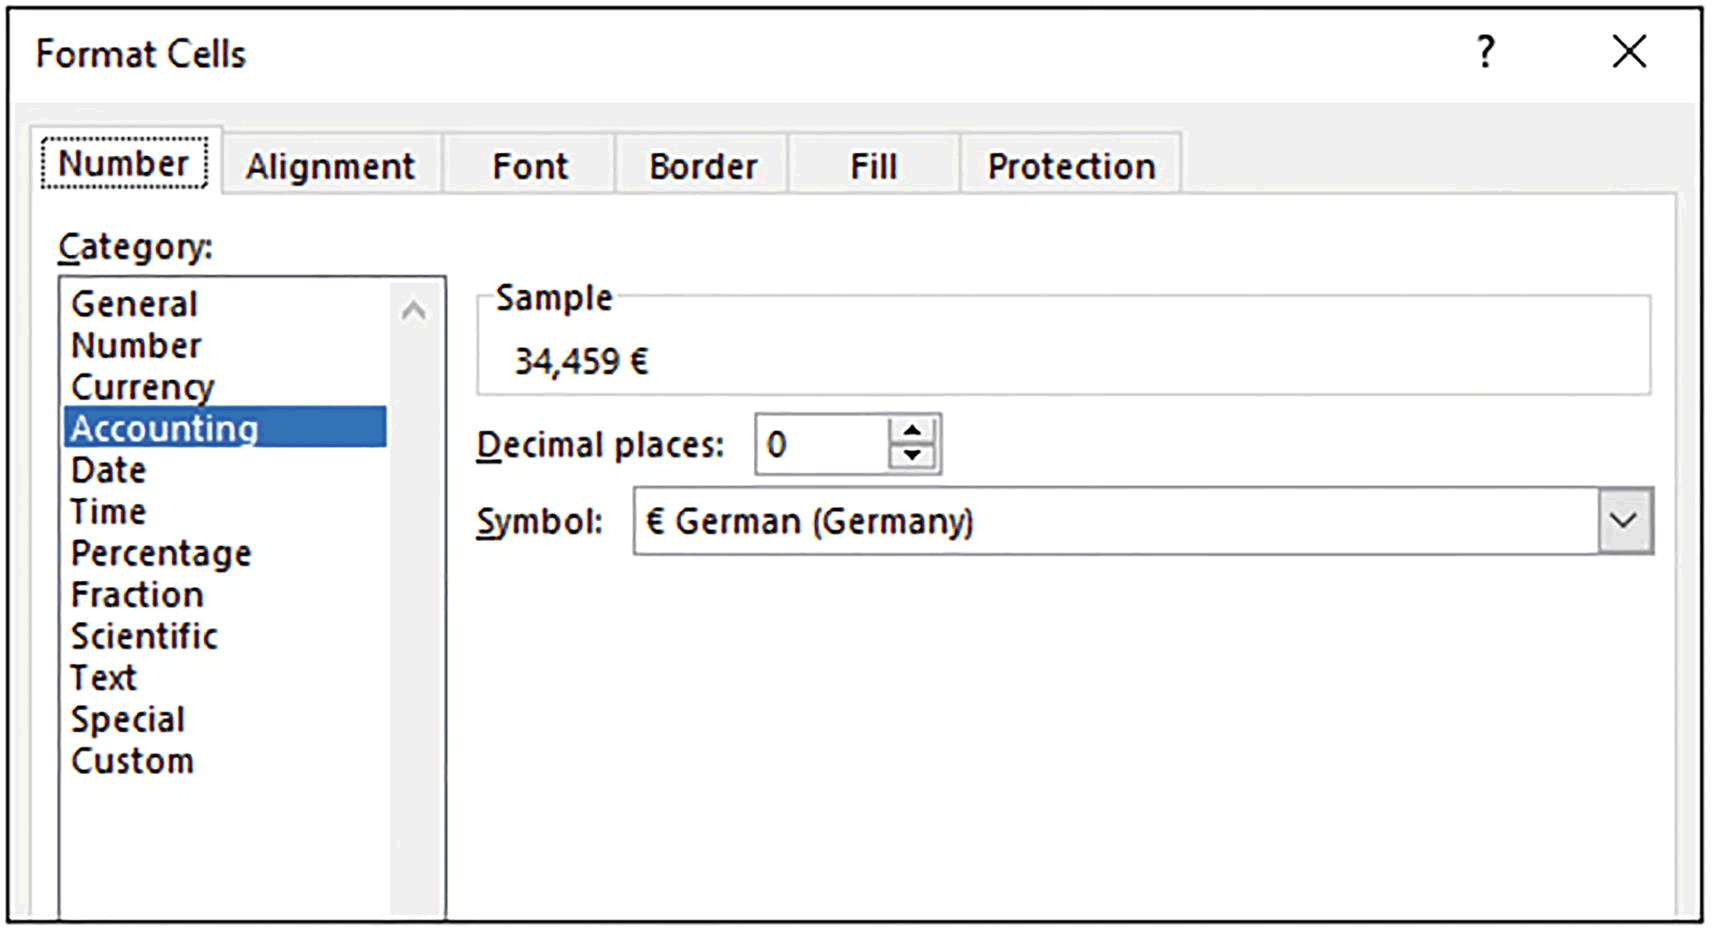 Format Cells ? X
Number Alignment Font Border Fill Protection
Category:
General
Number
Currency
Accounting
Date
Time
Percentage
Fraction
Scientific
Text
Special
Custom
Sample
34,459 €
Decimal places: 0
Symbol: € German (Germany)